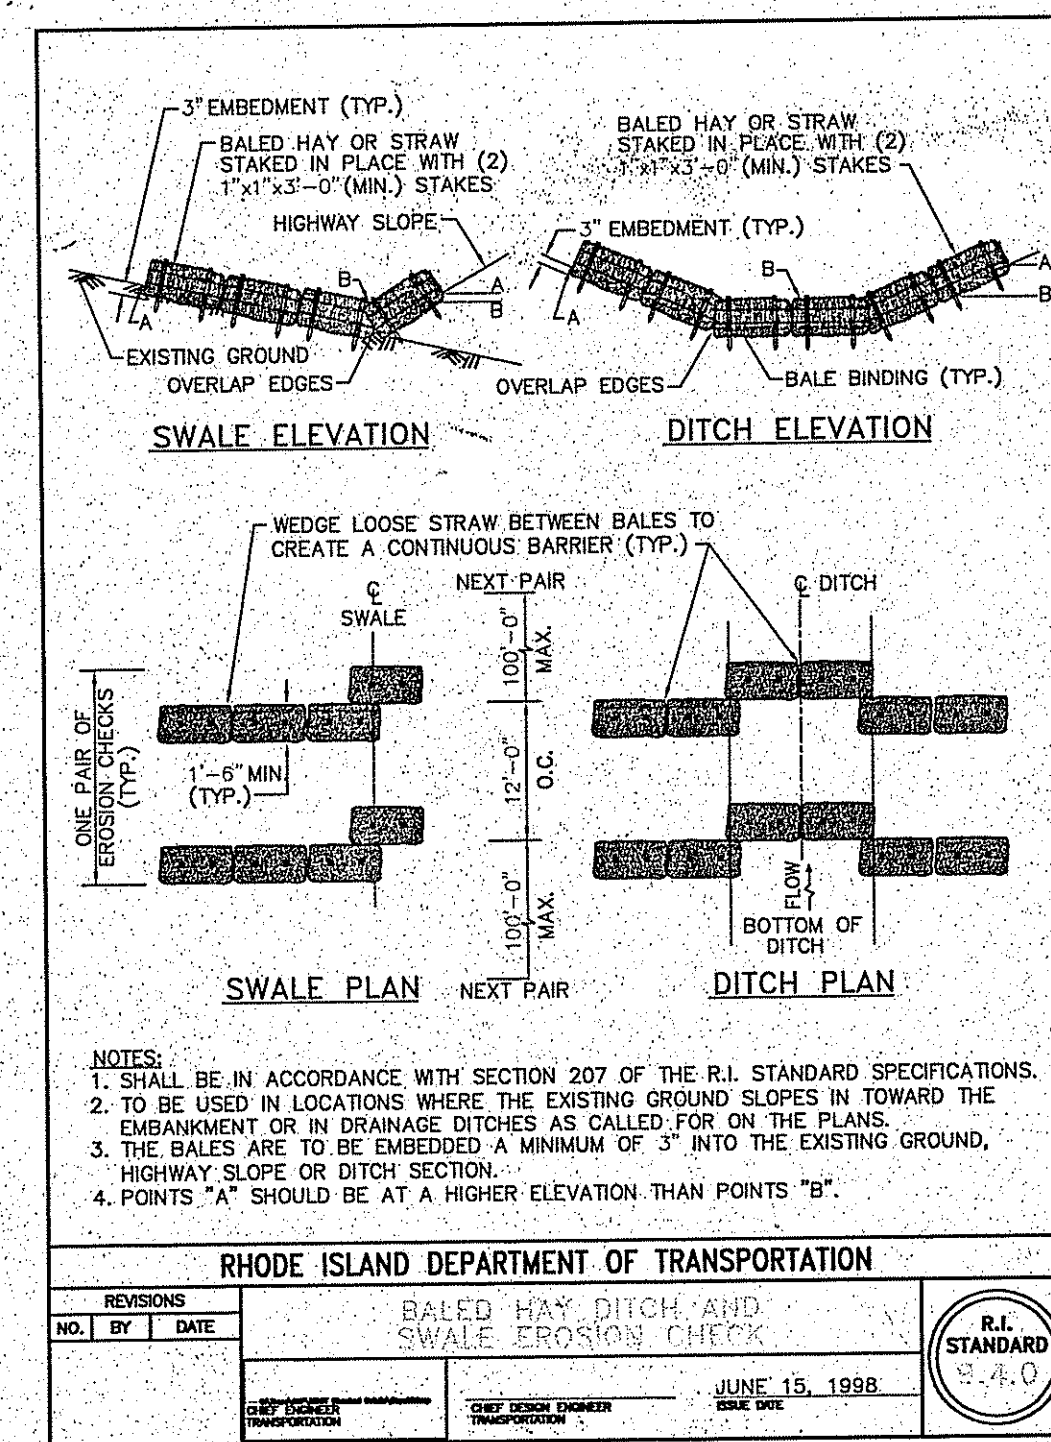 3" EMBEDMENT (TYP.)
BALED HAY OR STRAW
STAKED IN PLACE WITH (2)
1"x1"x3'-0" (MIN.) STAKES
HIGHWAY SLOPE
B
A
B
A
EXISTING GROUND
OVERLAP EDGES
SWALE ELEVATION
BALED HAY OR STRAW
STAKED IN PLACE WITH (2)
1"x1"x3'-0" (MIN.) STAKES
3" EMBEDMENT (TYP.)
B
A
B
A
OVERLAP EDGES
BALE BINDING (TYP.)
DITCH ELEVATION
WEDGE LOOSE STRAW BETWEEN BALES TO
CREATE A CONTINUOUS BARRIER (TYP.)
℄
SWALE
ONE PAIR OF
EROSION CHECKS
(TYP.)
1'-6" MIN.
(TYP.)
SWALE PLAN
NEXT PAIR
100'-0"
MAX.
12'-0"
O.C.
100'-0"
MAX.
NEXT PAIR
℄ DITCH
FLOW
BOTTOM OF
DITCH
DITCH PLAN
NOTES:
1. SHALL BE IN ACCORDANCE WITH SECTION 207 OF THE R.I. STANDARD SPECIFICATIONS.
2. TO BE USED IN LOCATIONS WHERE THE EXISTING GROUND SLOPES IN TOWARD THE
EMBANKMENT OR IN DRAINAGE DITCHES AS CALLED FOR ON THE PLANS.
3. THE BALES ARE TO BE EMBEDDED A MINIMUM OF 3" INTO THE EXISTING GROUND,
HIGHWAY SLOPE OR DITCH SECTION.
4. POINTS "A" SHOULD BE AT A HIGHER ELEVATION THAN POINTS "B".
RHODE ISLAND DEPARTMENT OF TRANSPORTATION
REVISIONS
NO. BY DATE
BALED HAY DITCH AND
SWALE EROSION CHECK
CHIEF ENGINEER
TRANSPORTATION
CHIEF DESIGN ENGINEER
TRANSPORTATION
JUNE 15, 1998
ISSUE DATE
R.I.
STANDARD
9.4.0